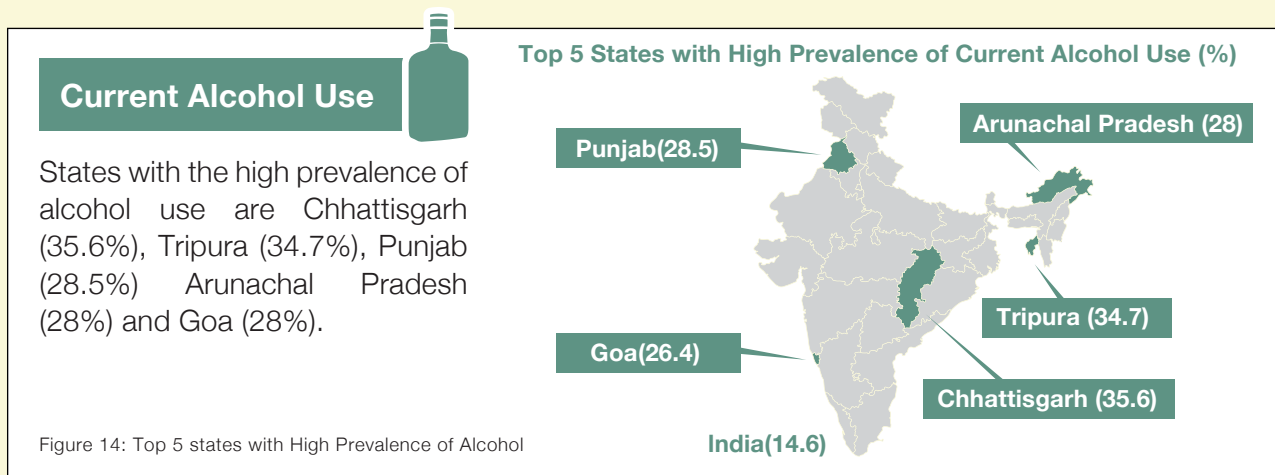 Current Alcohol Use
States with the high prevalence of
alcohol use are Chhattisgarh
(35.6%), Tripura (34.7%), Punjab
(28.5%) Arunachal Pradesh
(28%) and Goa (28%).
Figure 14: Top 5 states with High Prevalence of Alcohol
Top 5 States with High Prevalence of Current Alcohol Use (%)
Punjab(28.5)
Arunachal Pradesh (28)
Tripura (34.7)
Goa(26.4)
Chhattisgarh (35.6)
India(14.6)